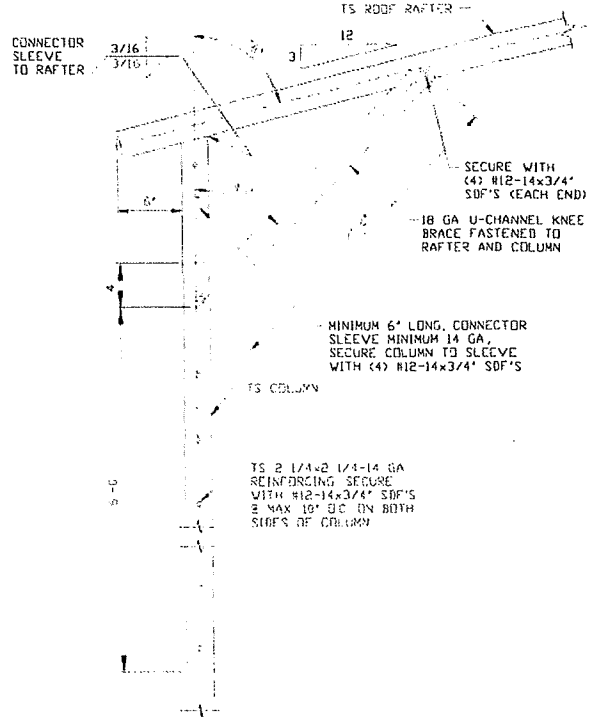 TS ROOF RAFTER
CONNECTOR
SLEEVE
TO RAFTER
3/16
3/16
12
3
SECURE WITH
(4) #12-14x3/4"
SDF'S (EACH END)
18 GA U-CHANNEL KNEE
BRACE FASTENED TO
RAFTER AND COLUMN
6"
4
MINIMUM 6" LONG, CONNECTOR
SLEEVE MINIMUM 14 GA,
SECURE COLUMN TO SLEEVE
WITH (4) #12-14x3/4" SDF'S
TS COLUMN
TS 2 1/4x2 1/4-14 GA
REINFORCING SECURE
WITH #12-14x3/4" SDF'S
MAX 10" OC ON BOTH
SIDES OF COLUMN